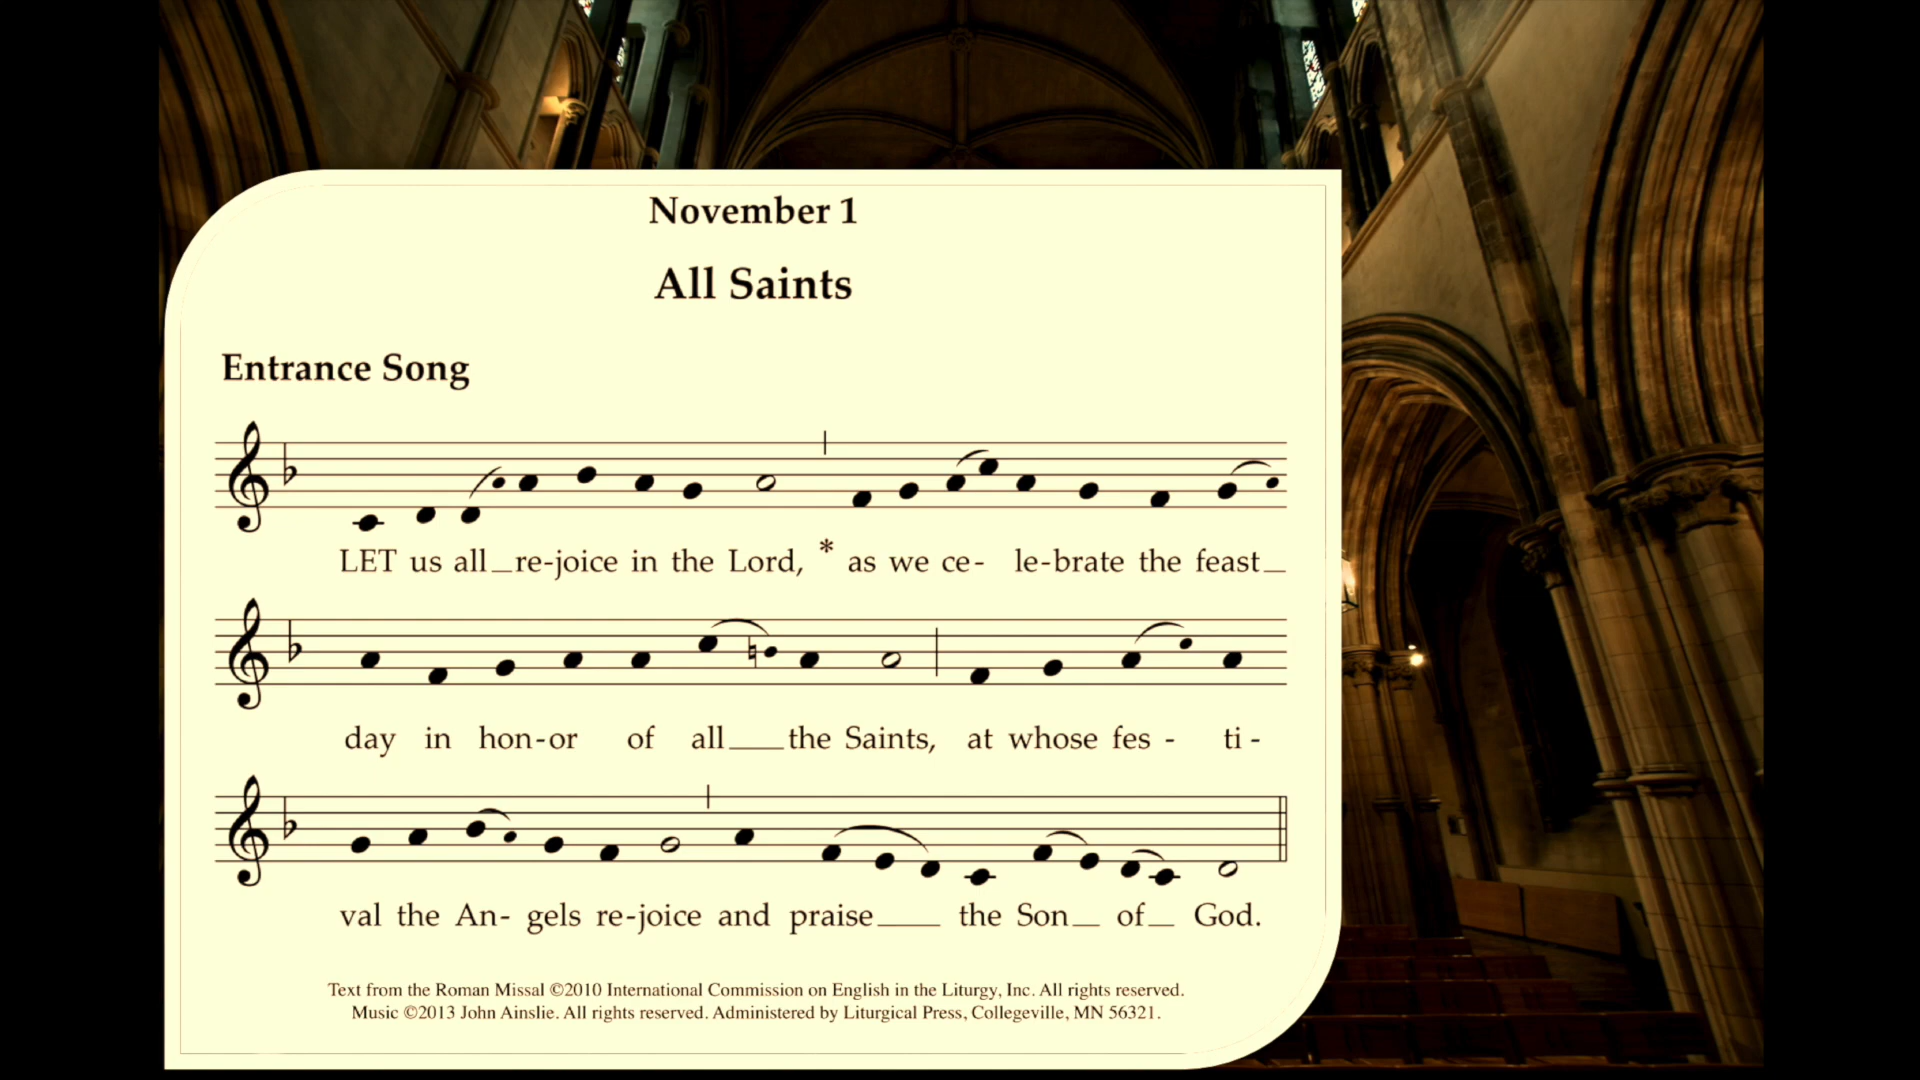 November 1
All Saints
Entrance Song
LET us all re-joice in the Lord, * as we ce- le-brate the feast
day in hon-or of all the Saints, at whose fes - ti -
val the An- gels re-joice and praise the Son of God.
Text from the Roman Missal ©2010 International Commission on English in the Liturgy, Inc. All rights reserved.
Music ©2013 John Ainslie. All rights reserved. Administered by Liturgical Press, Collegeville, MN 56321.